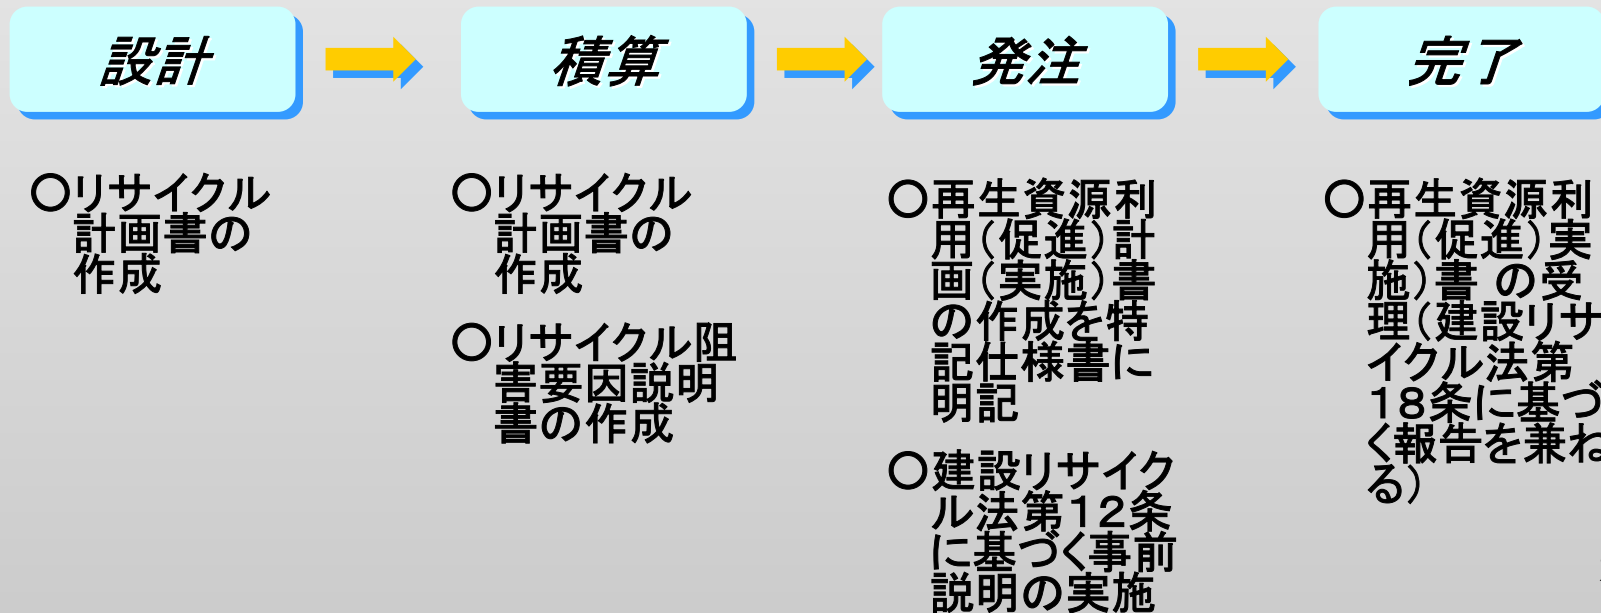 設計
積算
発注
完了
○リサイクル
計画書の
作成
○リサイクル
計画書の
作成
○リサイクル阻
害要因説明
書の作成
○再生資源利
用(促進)計
画(実施)書
の作成を特
記仕様書に
明記
○建設リサイク
ル法第12条
に基づく事前
説明の実施
○再生資源利
用(促進)実
施)書 の受
理(建設リサ
イクル法第
18条に基づ
く報告を兼ね
る)